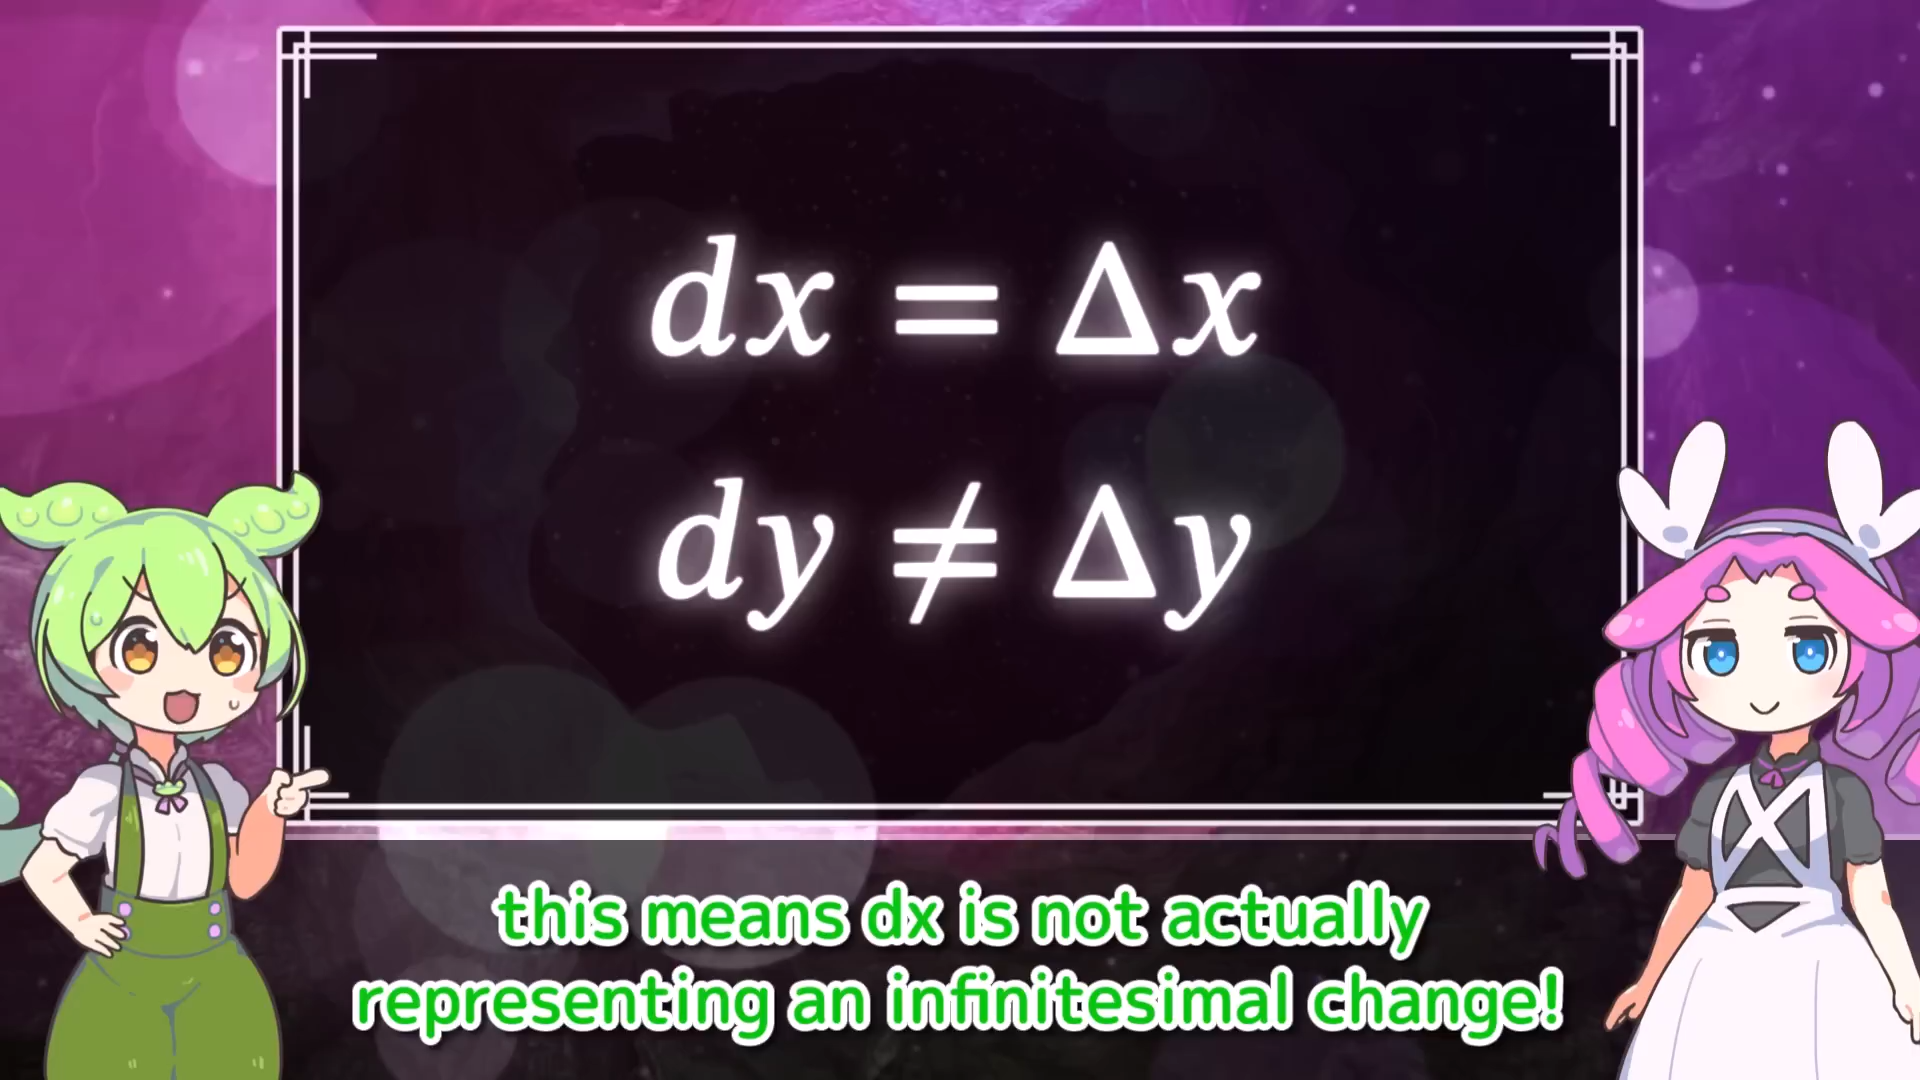 dx = Δx
dy ≠ Δy
this means dx is not actually
representing an infinitesimal change!